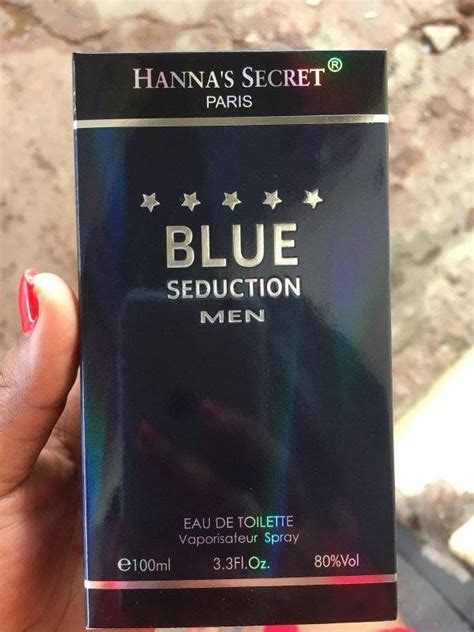 HANNA'S SECRET®
PARIS
BLUE
SEDUCTION
MEN
EAU DE TOILETTE
Vaporisateur Spray
℮100ml 3.3Fl.Oz. 80%Vol